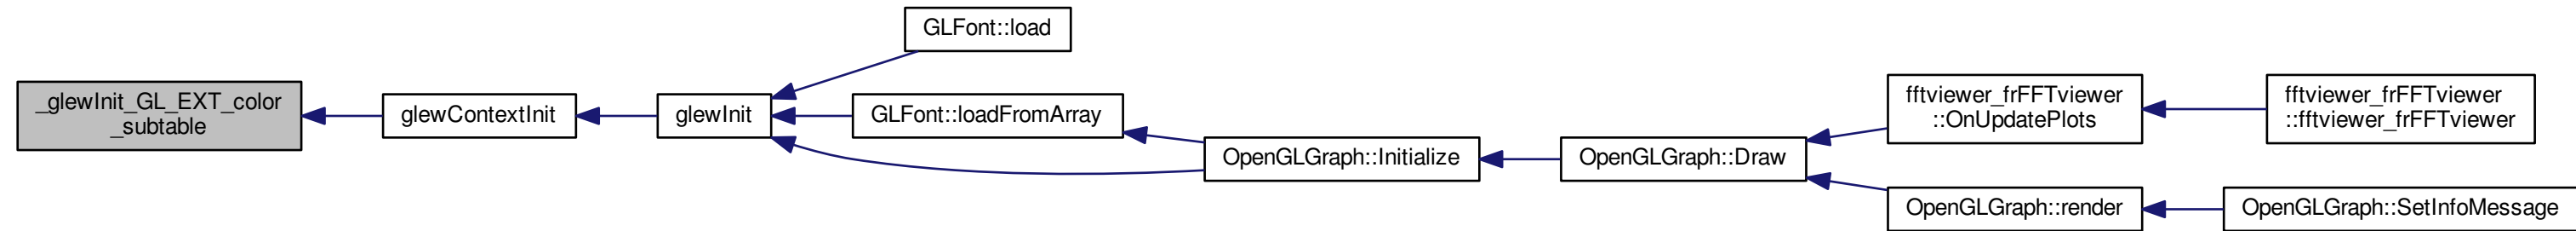 _glewInit_GL_EXT_color
_subtable
glewContextInit
glewInit
GLFont::load
GLFont::loadFromArray
OpenGLGraph::Initialize
OpenGLGraph::Draw
fftviewer_frFFTviewer
::OnUpdatePlots
fftviewer_frFFTviewer
::fftviewer_frFFTviewer
OpenGLGraph::render
OpenGLGraph::SetInfoMessage